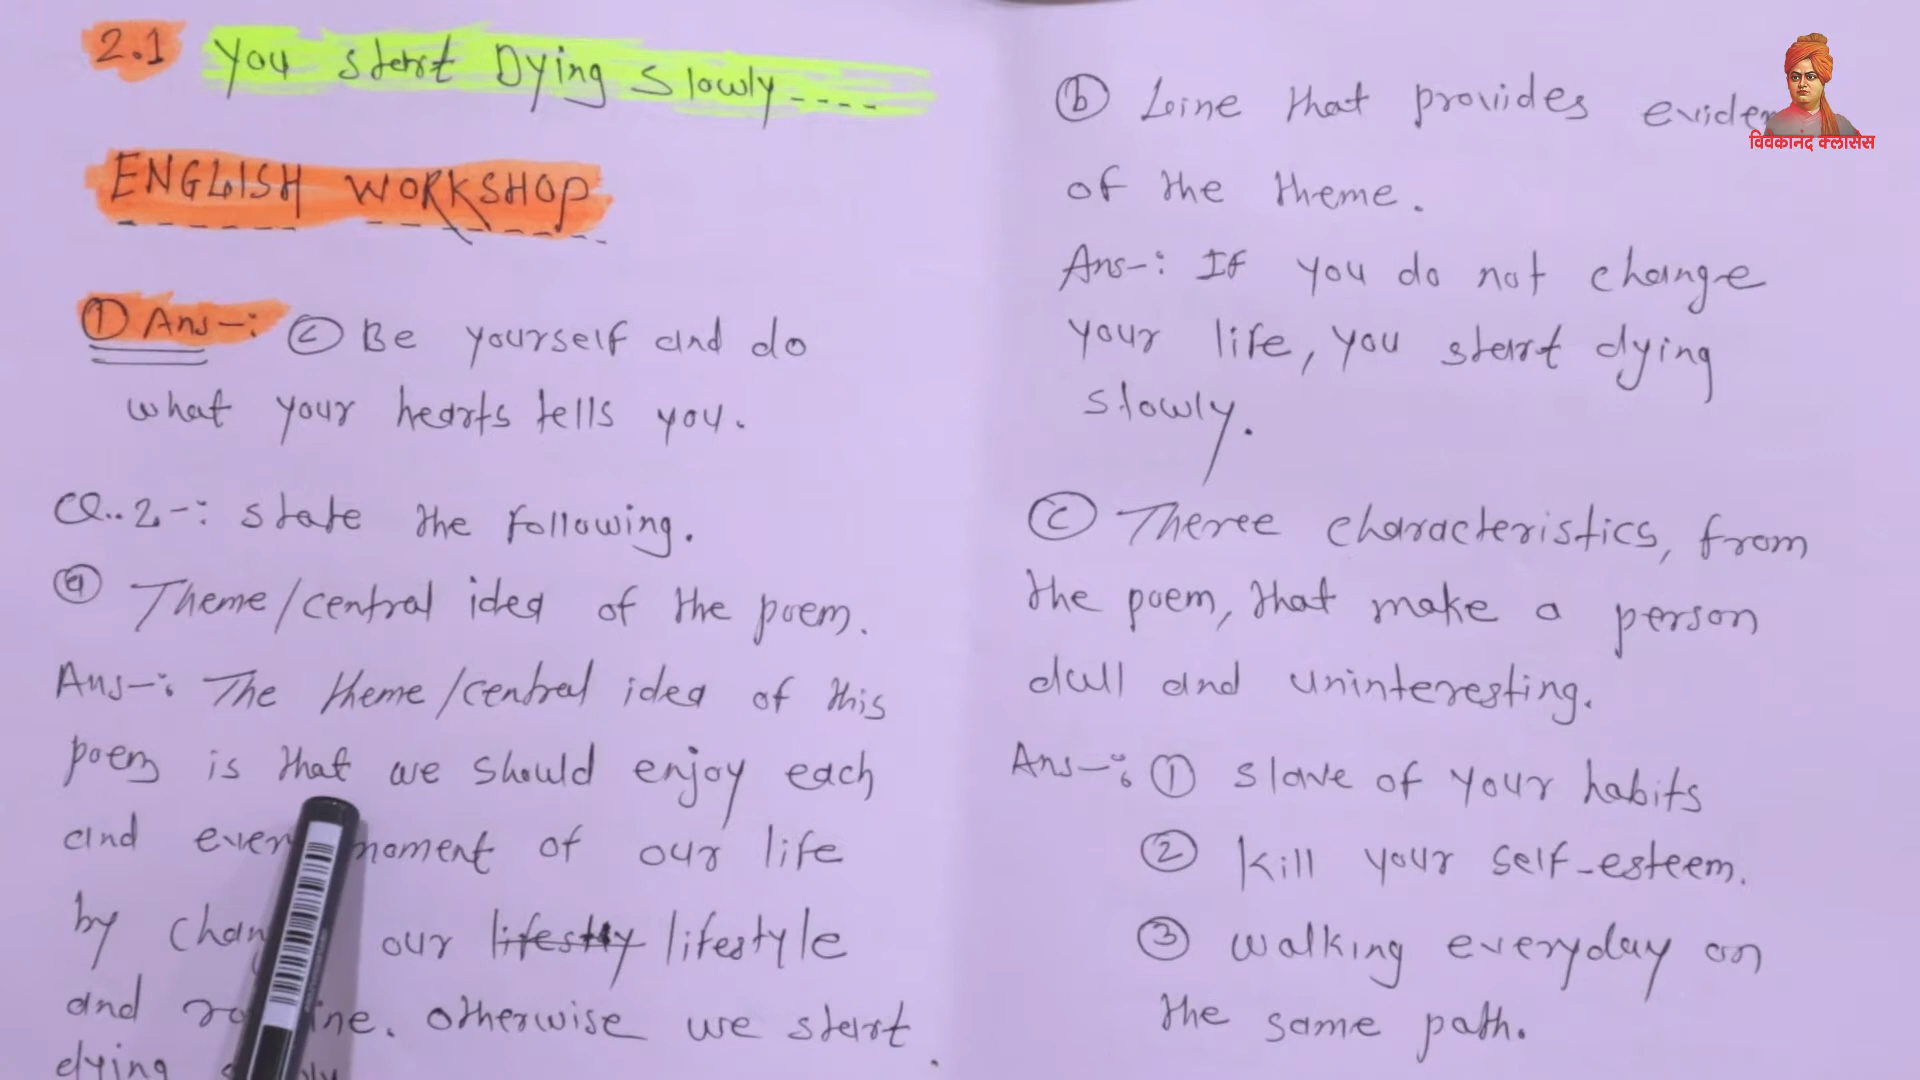 2.1 You start Dying Slowly----
ENGLISH WORKSHOP
① Ans-: ⓒ Be yourself and do
what your hearts tells you.
Q..2-: State the following.
ⓐ Theme/central idea of the poem.
Ans-: The theme/central idea of this
poem is that we should enjoy each
and moment of our life
by our lifestyle
and otherwise we start
dying
ⓑ Line that provides
of the theme.
Ans-: If you do not change
your life, you start dying
slowly.
ⓒ Theree characteristics, from
the poem, that make a person
dull and uninteresting.
Ans-: ① slave of your habits
② Kill your self-esteem.
③ walking everyday on
the same path.
विवेकानंद क्लासेस